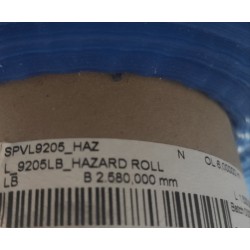 SPVL9205_HAZ N
L_9205LB_HAZARD ROLL
LB B 2.580,000 mm